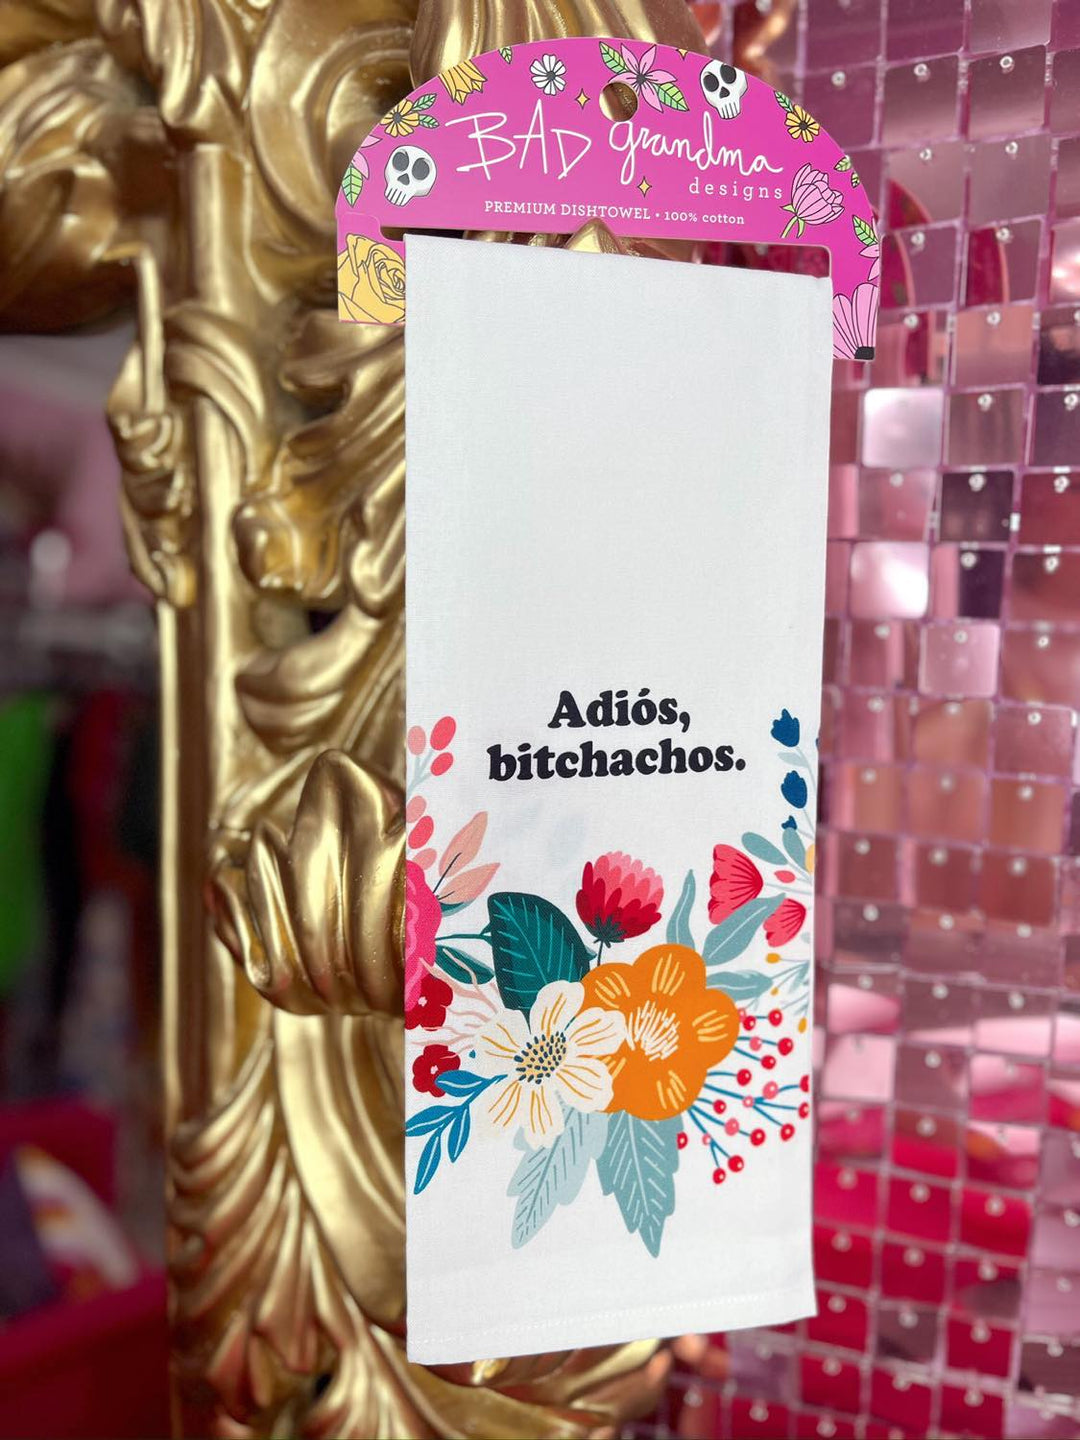 BAD grandma
designs
PREMIUM DISHTOWEL • 100% cotton
Adiós,
bitchachos.